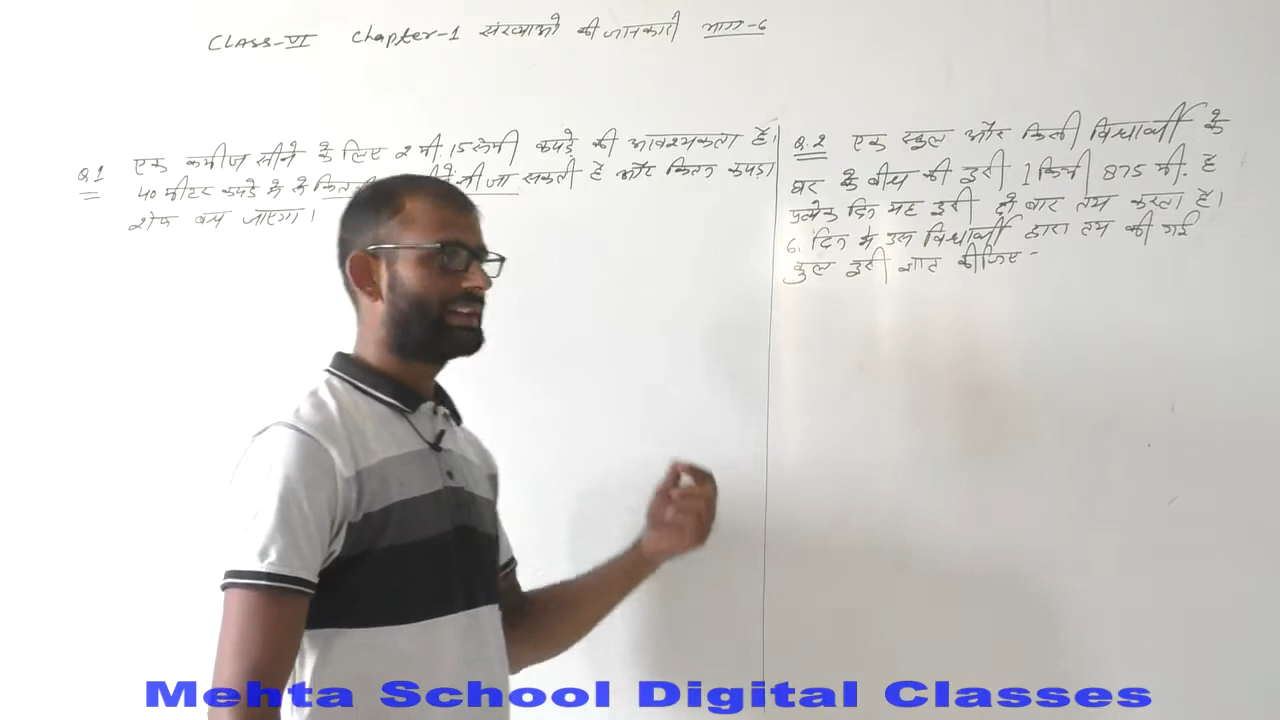 CLASS-VI Chapter-1 संख्याओ की जानकारी भाग-6
Q.1 एक कमीज सीने के लिए 2 मी. 15 सेमी कपड़े की आवश्यकता है।
40 मीटर कपड़े मे से सी जा सकती है और कितना कपड़ा
शेष बच जाएगा।
Q.2 एक स्कूल और किसी विद्यार्थी के
घर के बीच की दुरी 1 किमी 875 मी. है
प्रत्येक दिन यह दुरी दो बार तय करता है।
6. दिन मे उस विद्यार्थी द्वारा तय की गई
कुल दुरी ज्ञात कीजिए -
Mehta School Digital Classes